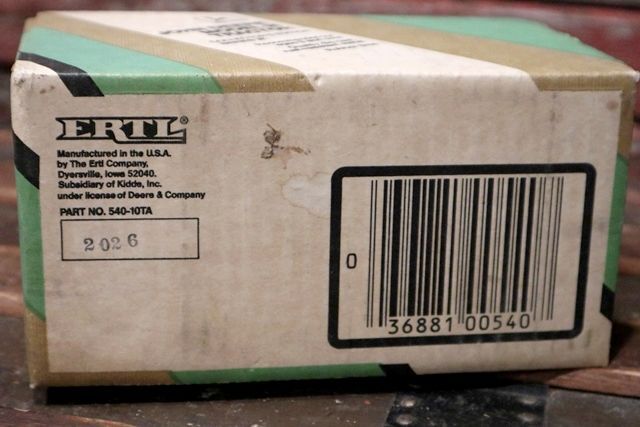 ERTL®
Manufactured in the U.S.A.
by The Ertl Company,
Dyersville, Iowa 52040.
Subsidiary of Kidde, Inc.
under license of Deere & Company
PART NO. 540-10TA
2026
0
36881 00540